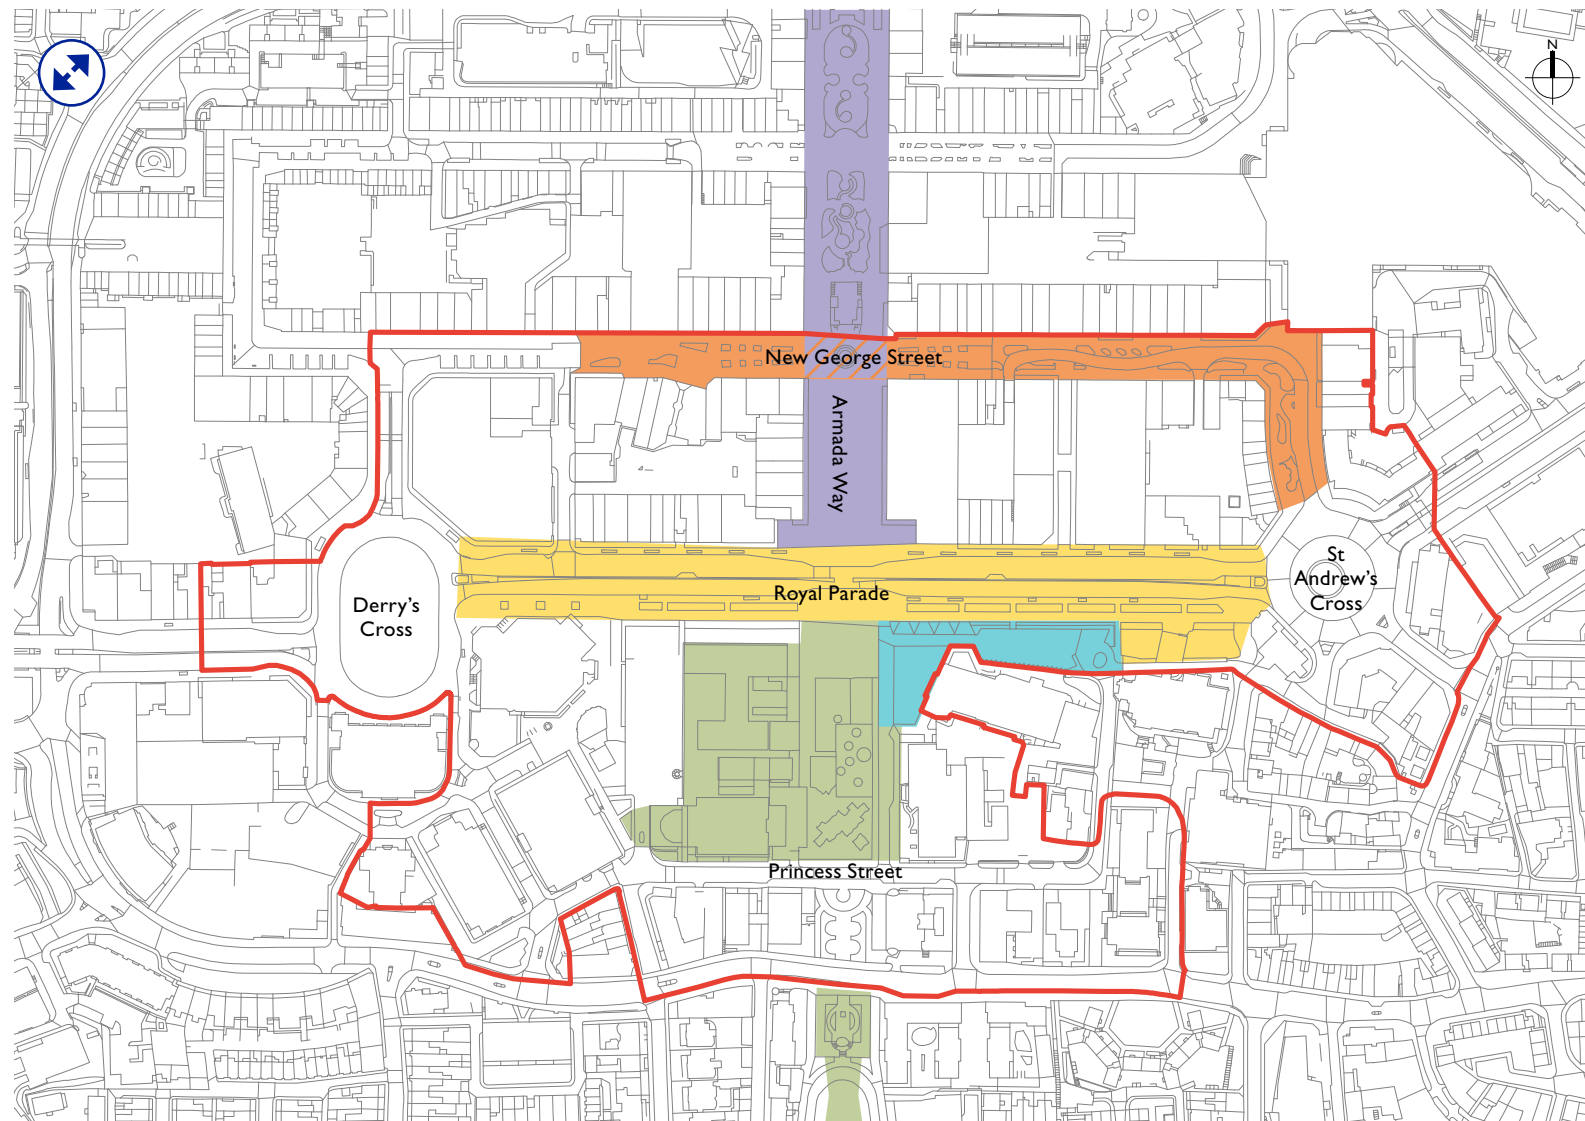 N
New George Street
Armada Way
St
Andrew's
Cross
Royal Parade
Derry's
Cross
Princess Street